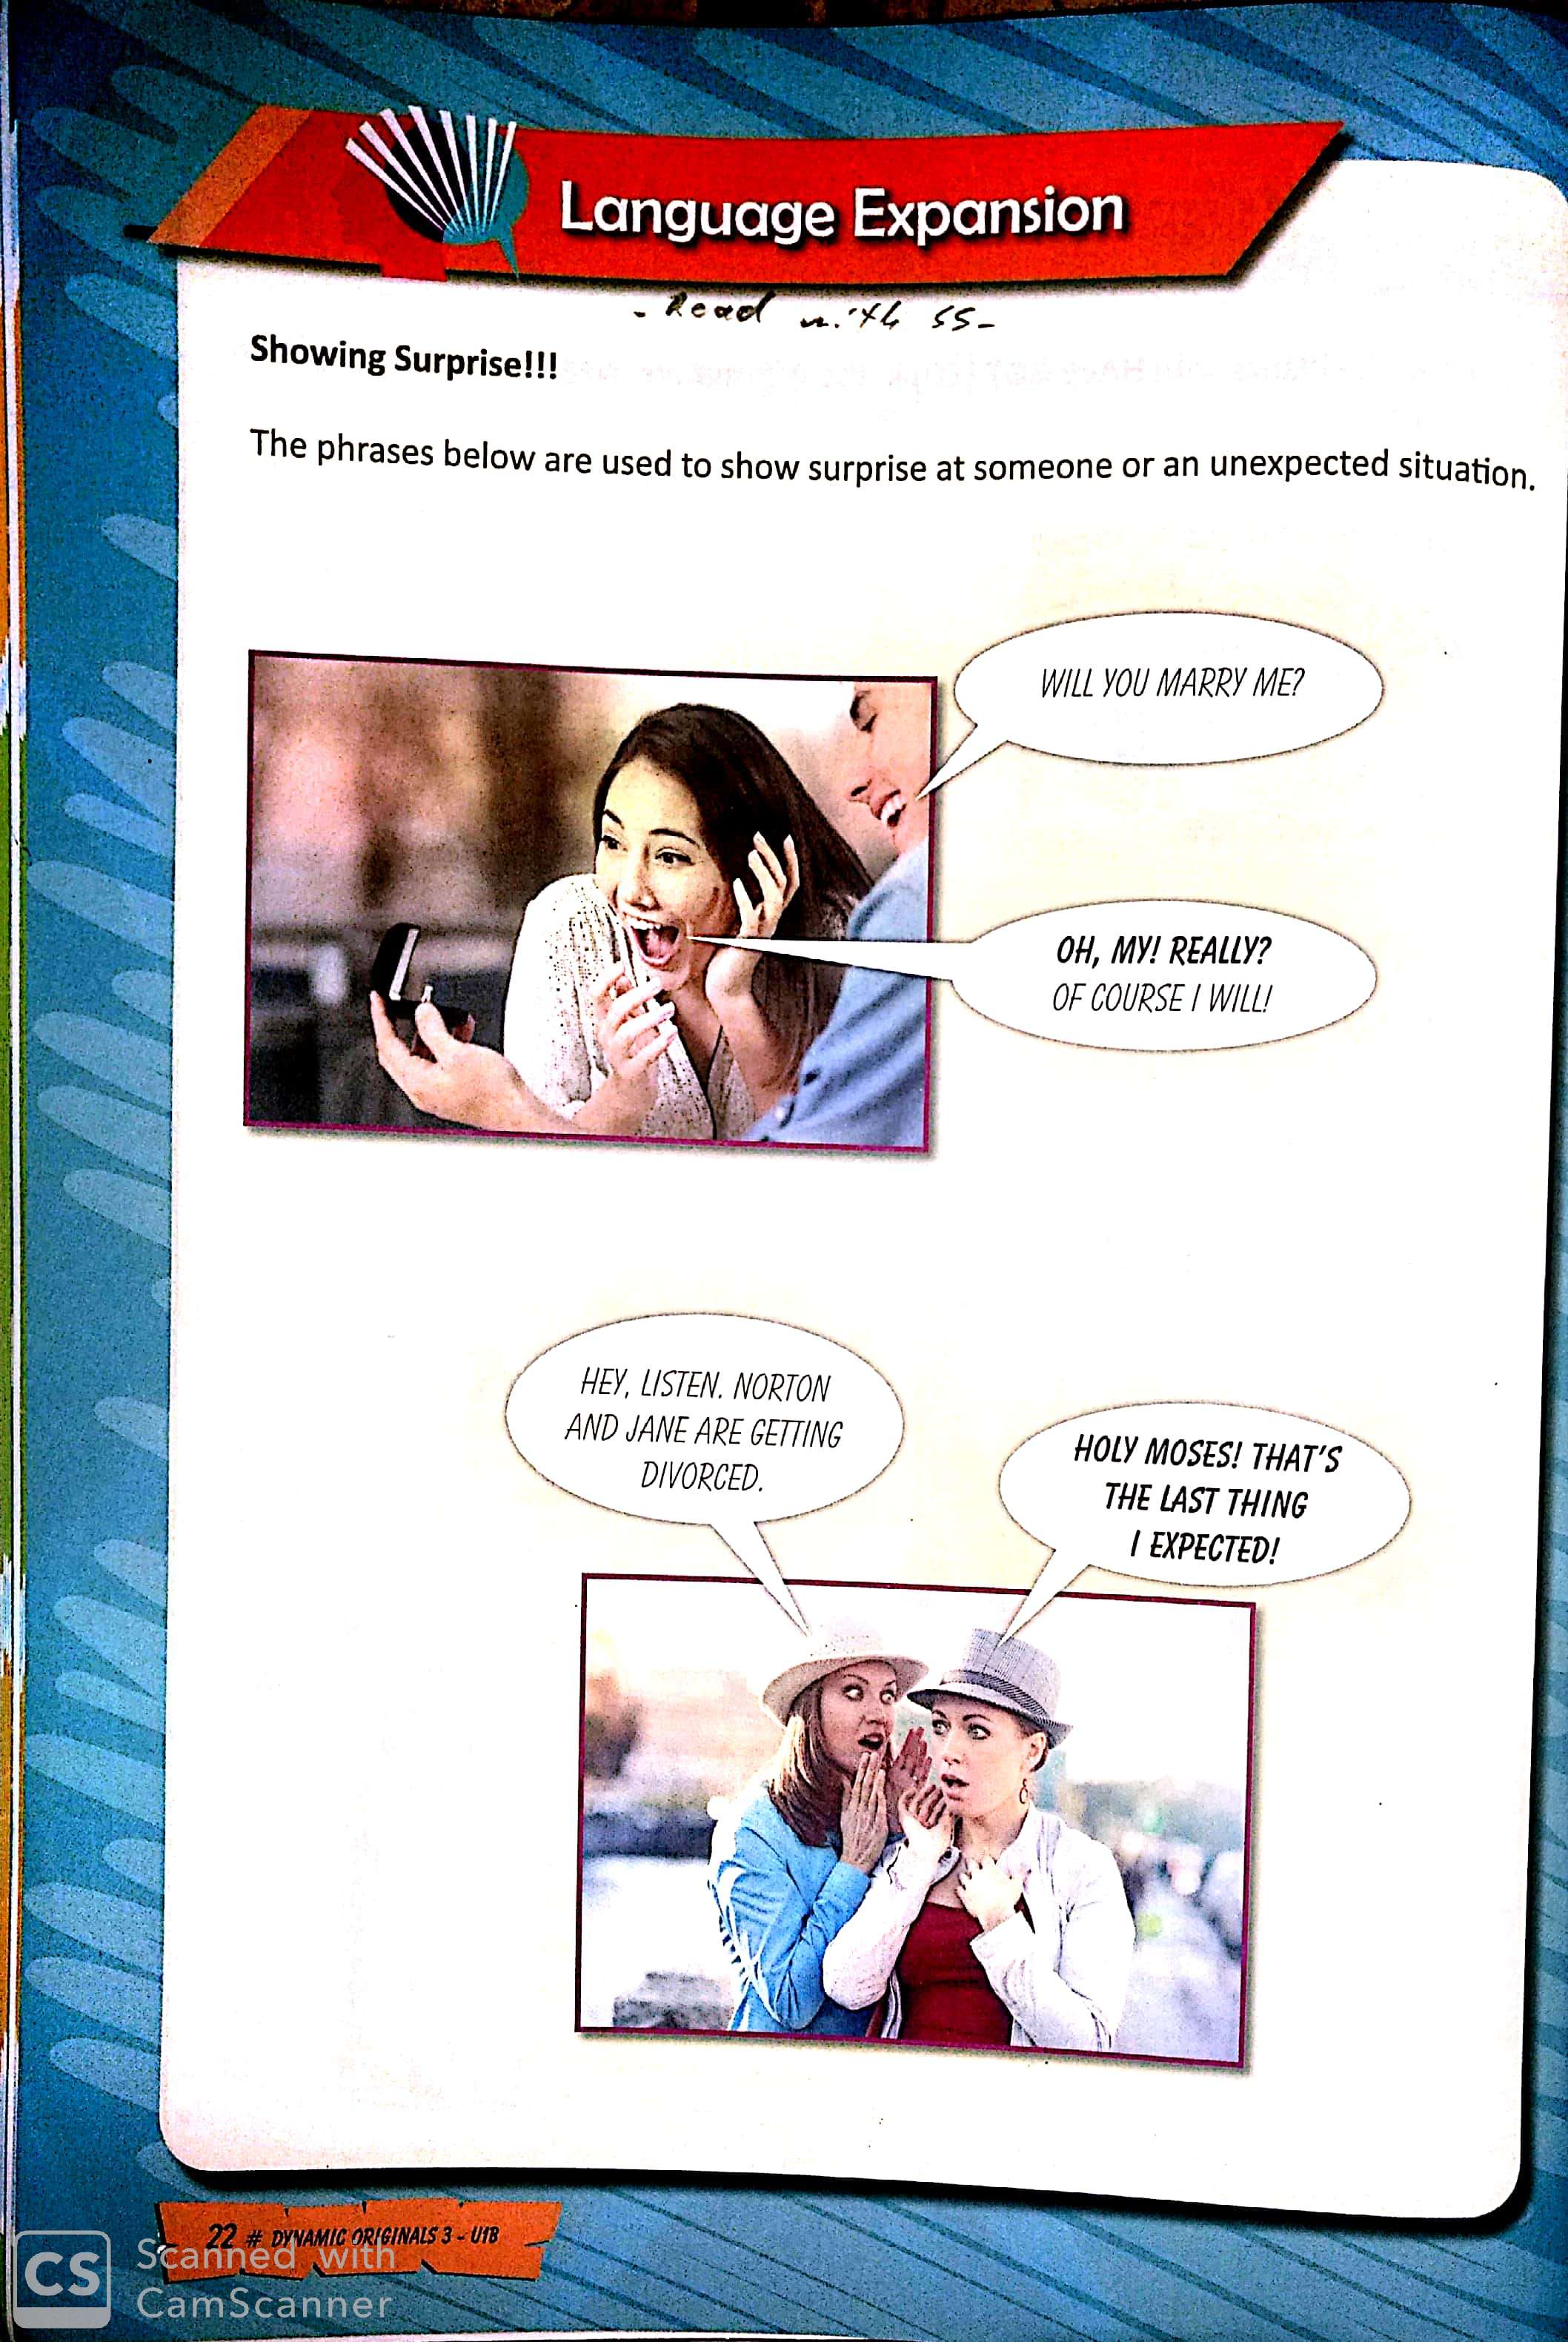 Language Expansion
- Read with SS -
Showing Surprise!!!
The phrases below are used to show surprise at someone or an unexpected situation.
WILL YOU MARRY ME?
OH, MY! REALLY?
OF COURSE I WILL!
HEY, LISTEN. NORTON
AND JANE ARE GETTING
DIVORCED.
HOLY MOSES! THAT'S
THE LAST THING
I EXPECTED!
22 # DYNAMIC ORIGINALS 3 - U1B
CS
Scanned with
CamScanner